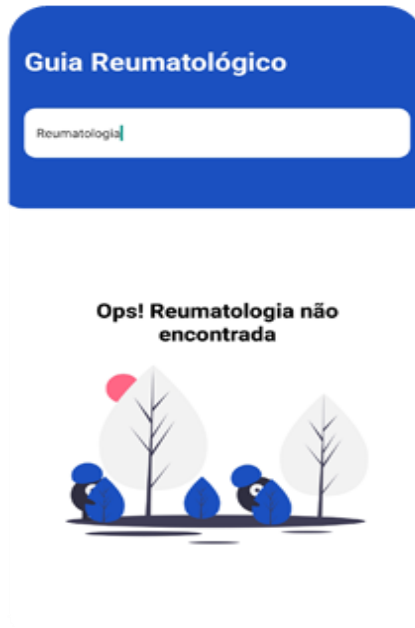 Guia Reumatológico
Reumatologia
Ops! Reumatologia não
encontrada